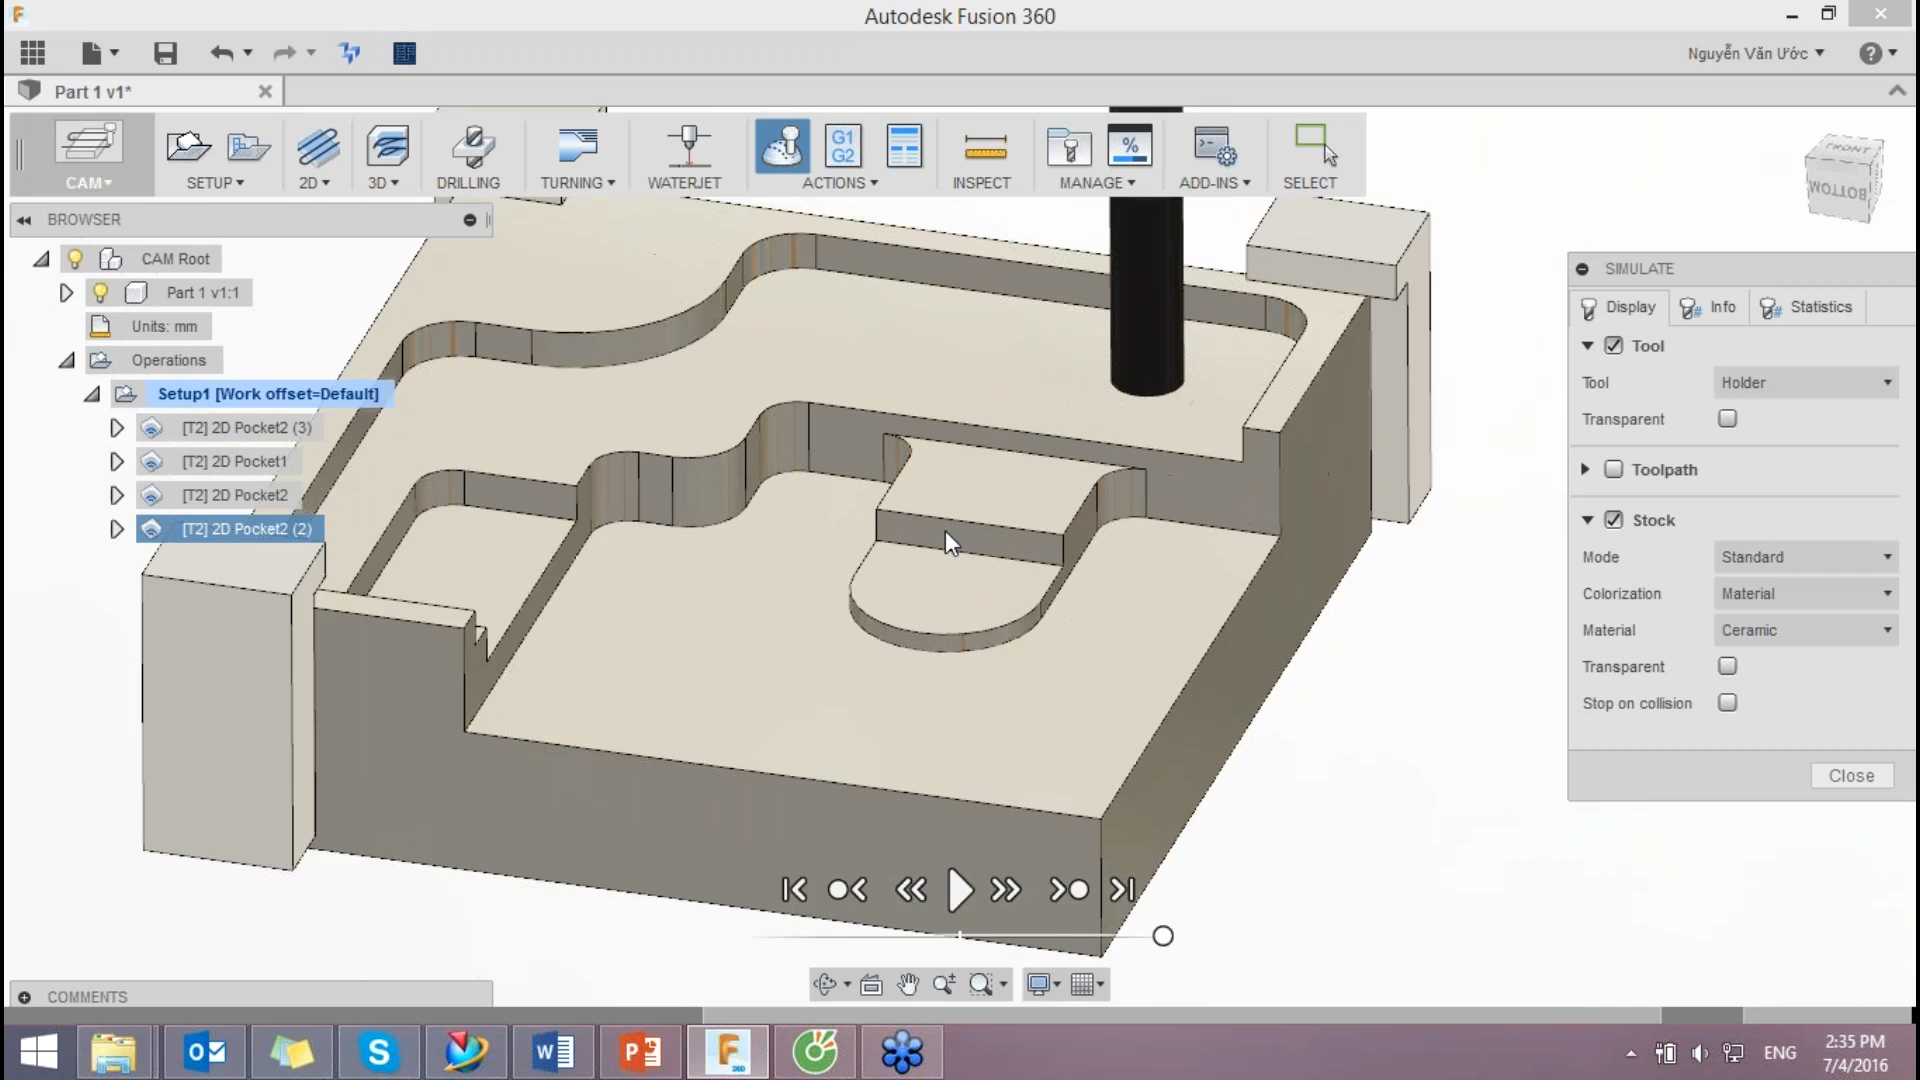 Autodesk Fusion 360
Nguyễn Văn Ước
Part 1 v1*
CAM
SETUP
2D
3D
DRILLING
TURNING
WATERJET
G1
G2
ACTIONS
INSPECT
%
MANAGE
ADD-INS
SELECT
FRONT
BOTTOM
BROWSER
CAM Root
Part 1 v1:1
Units: mm
Operations
Setup1 [Work offset=Default]
[T2] 2D Pocket2 (3)
[T2] 2D Pocket1
[T2] 2D Pocket2
[T2] 2D Pocket2 (2)
SIMULATE
Display
Info
Statistics
Tool
Tool
Holder
Transparent
Toolpath
Stock
Mode
Standard
Colorization
Material
Material
Ceramic
Transparent
Stop on collision
Close
COMMENTS
ENG
2:35 PM
7/4/2016